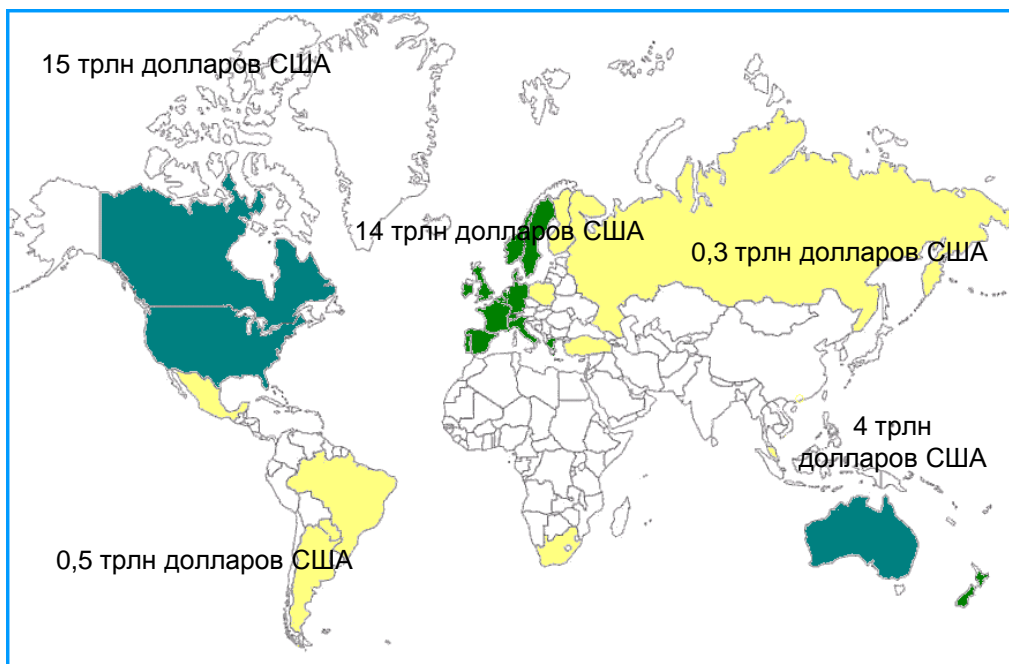 15 трлн долларов США
14 трлн долларов США
0,3 трлн долларов США
4 трлн
долларов США
0,5 трлн долларов США